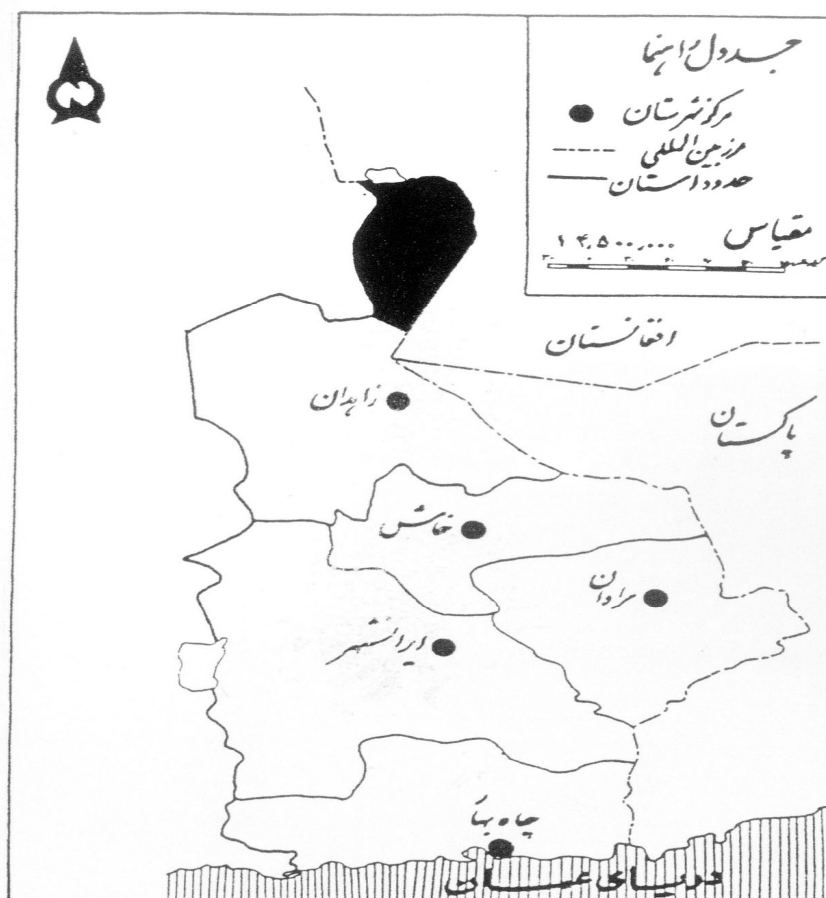 جدول راهنما
مرکز شهرستان
مرز بین المللی
حدود استان
مقیاس
۱ ۴,۵۰۰,۰۰۰
افغانستان
پاکستان
زاهدان
خاش
سراوان
ایرانشهر
چاه بهار
دریای عمان